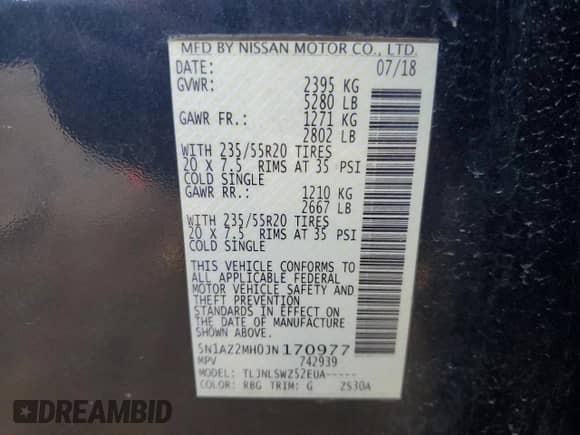 MFD BY NISSAN MOTOR CO., LTD.
DATE: 07/18
GVWR: 2395 KG
5280 LB
GAWR FR.: 1271 KG
2802 LB
WITH 235/55R20 TIRES
20 X 7.5 RIMS AT 35 PSI
COLD SINGLE
GAWR RR.: 1210 KG
2667 LB
WITH 235/55R20 TIRES
20 X 7.5 RIMS AT 35 PSI
COLD SINGLE
THIS VEHICLE CONFORMS TO
ALL APPLICABLE FEDERAL
MOTOR VEHICLE SAFETY AND
THEFT PREVENTION
STANDARDS IN EFFECT ON
THE DATE OF MANUFACTURE
SHOWN ABOVE.
5N1AZ2MH0JN170977
MPV 742939
MODEL: TLJNLSWZ52EUA-----
COLOR: RBG TRIM: G 2S30A
DREAMBID